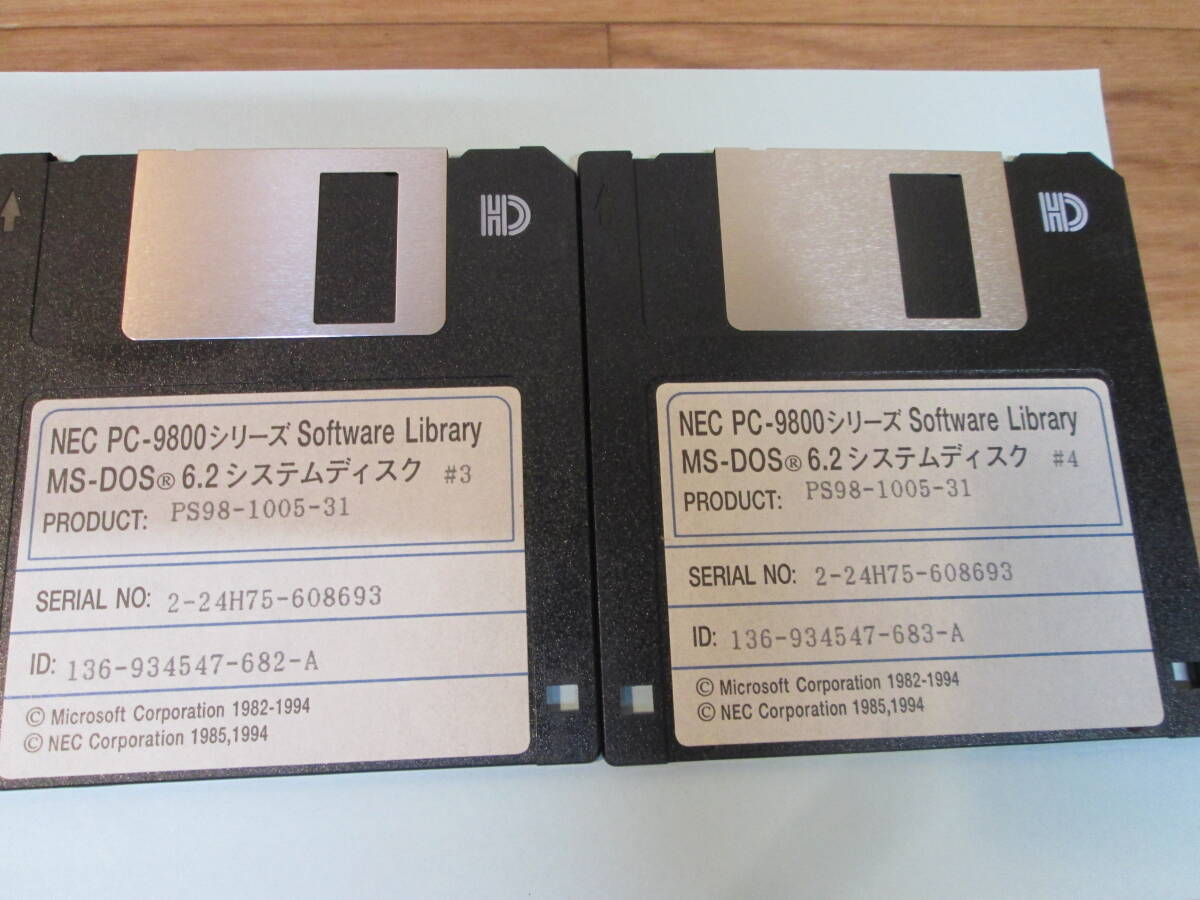 HD
NEC PC-9800シリーズ Software Library
MS-DOS® 6.2システムディスク #3
PRODUCT: PS98-1005-31
SERIAL NO: 2-24H75-608693
ID: 136-934547-682-A
© Microsoft Corporation 1982-1994
© NEC Corporation 1985,1994
HD
NEC PC-9800シリーズ Software Library
MS-DOS® 6.2システムディスク #4
PRODUCT: PS98-1005-31
SERIAL NO: 2-24H75-608693
ID: 136-934547-683-A
© Microsoft Corporation 1982-1994
© NEC Corporation 1985,1994